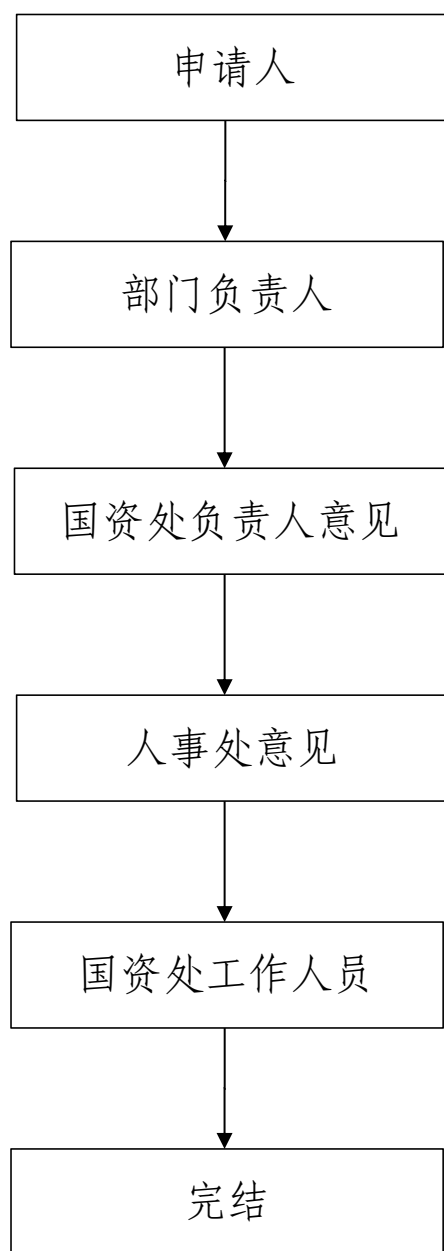 申请人
部门负责人
国资处负责人意见
人事处意见
国资处工作人员
完结